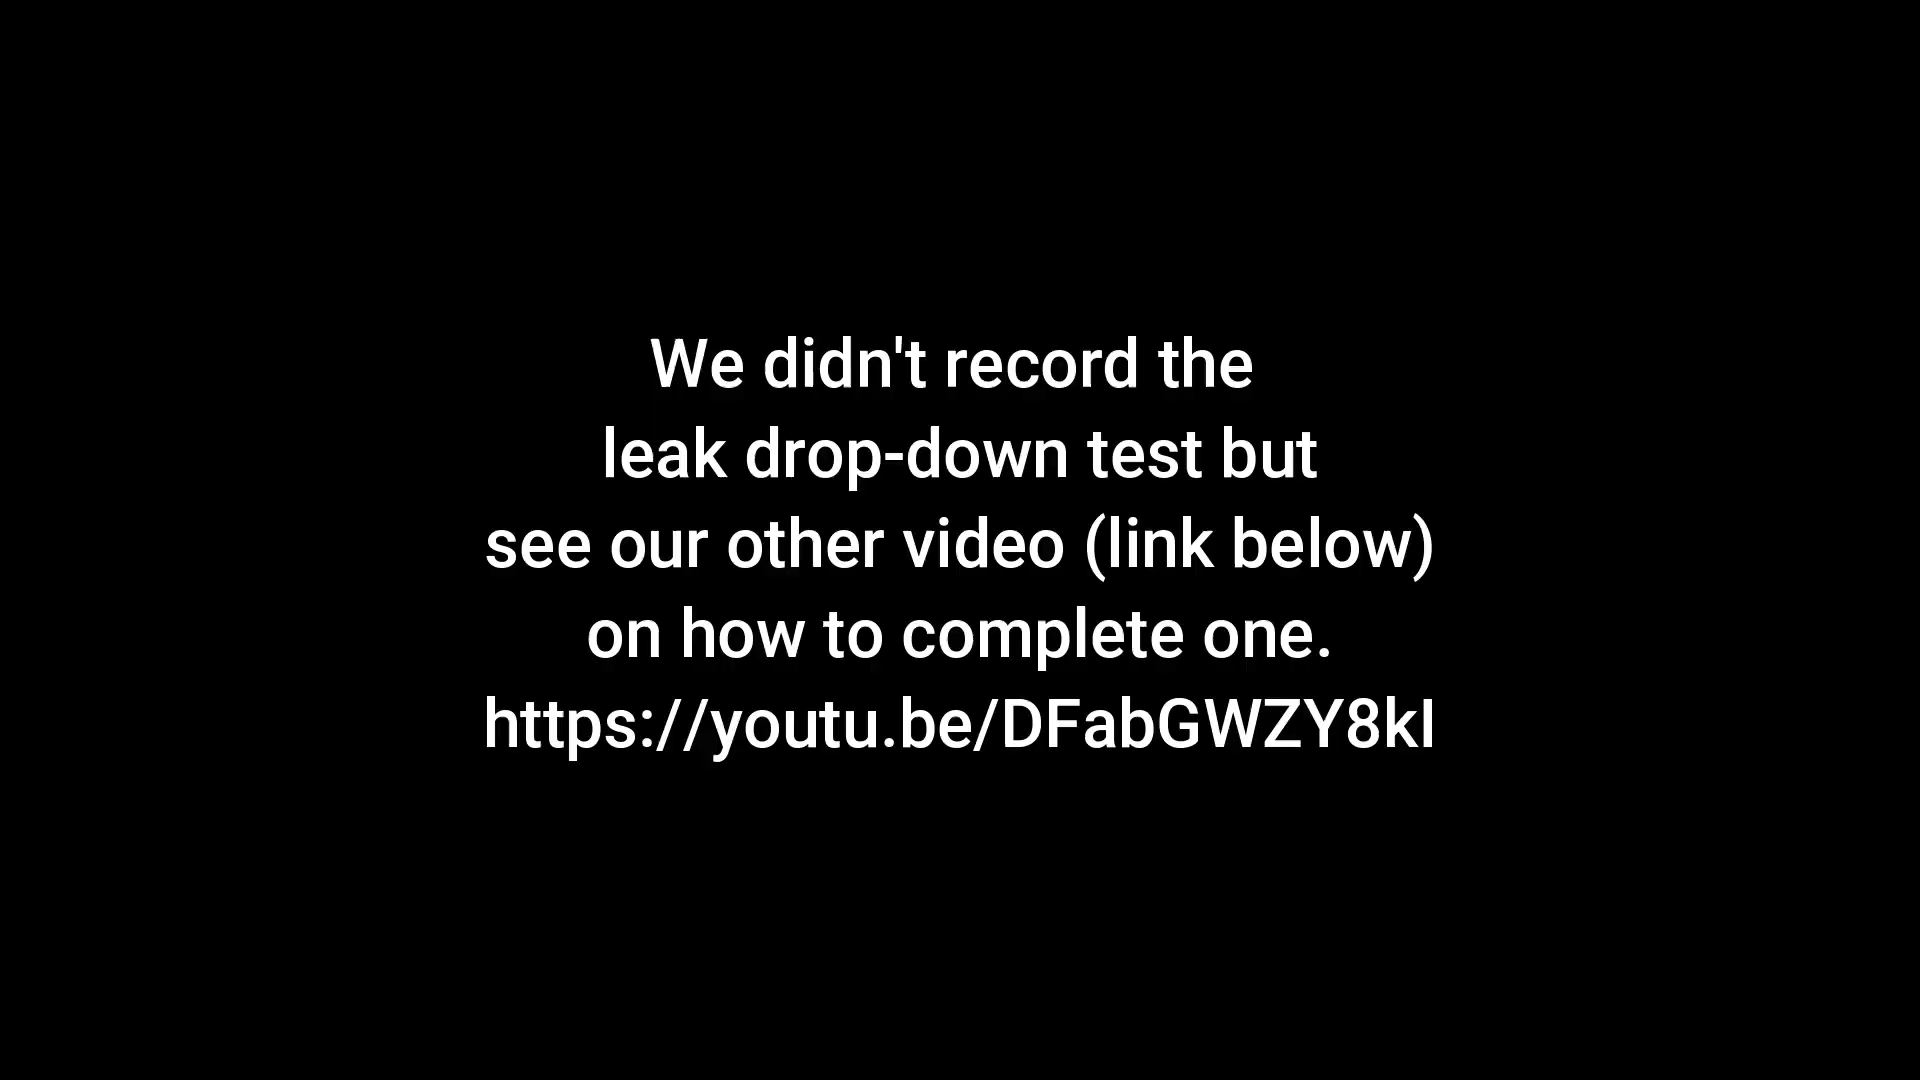 We didn't record the
leak drop-down test but
see our other video (link below)
on how to complete one.
https://youtu.be/DFabGWZY8kI